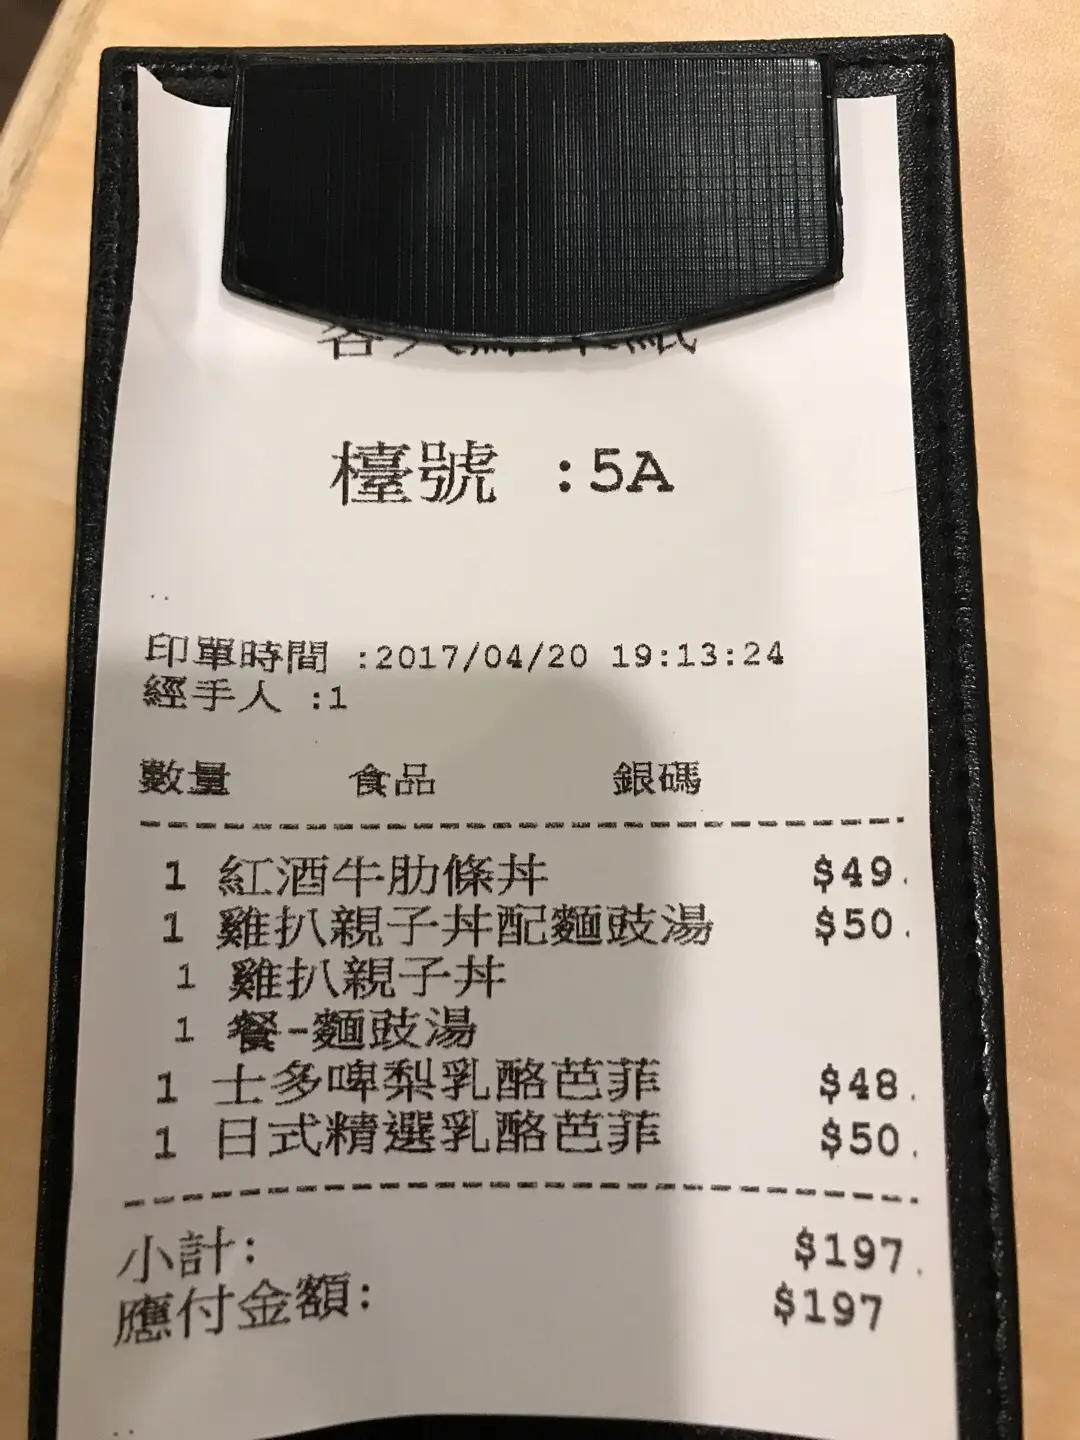 檯號 :5A
印單時間 :2017/04/20 19:13:24
經手人 :1
數量 食品 銀碼
1 紅酒牛肋條丼 $49.
1 雞扒親子丼配麵豉湯 $50.
1 雞扒親子丼
1 餐-麵豉湯
1 士多啤梨乳酪芭菲 $48.
1 日式精選乳酪芭菲 $50.
小計: $197.
應付金額: $197